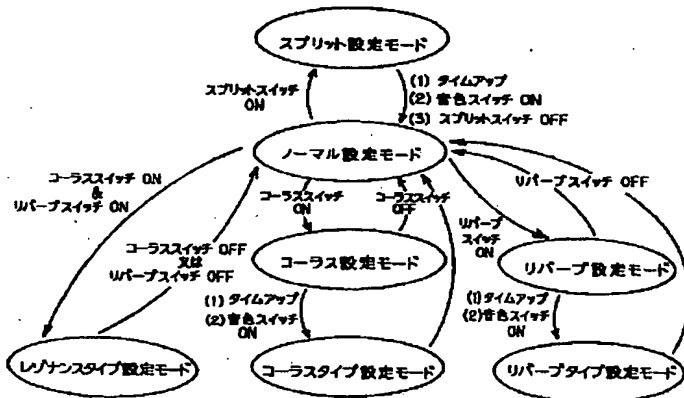 スプリット設定モード
スプリットスイッチ
ON
(1) タイムアップ
(2) 音色スイッチ ON
(3) スプリットスイッチ OFF
ノーマル設定モード
コーラススイッチ ON
&
リバーブスイッチ ON
コーラススイッチ
ON
コーラススイッチ
OFF
リバーブスイッチ OFF
リバーブ
スイッチ
ON
コーラススイッチ OFF
又は
リバーブスイッチ OFF
コーラス設定モード
リバーブ設定モード
(1) タイムアップ
(2) 音色スイッチ
ON
(1) タイムアップ
(2) 音色スイッチ
ON
レゾナンスタイプ設定モード
コーラスタイプ設定モード
リバーブタイプ設定モード